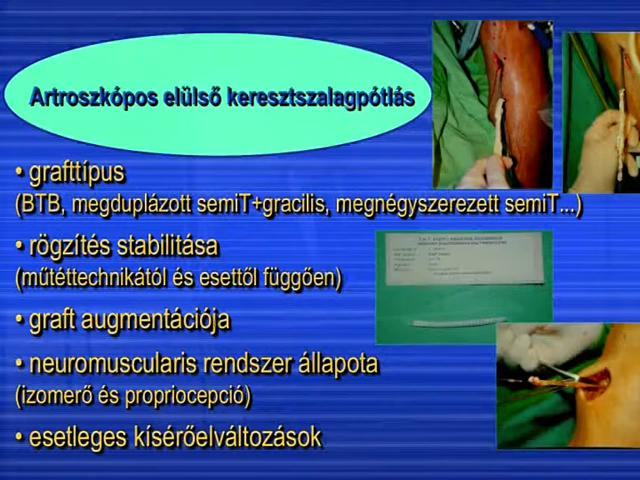 Artroszkópos elülső keresztszalagpótlás
• grafttípus
(BTB, megduplázott semiT+gracilis, megnégyszerezett semiT...)
• rögzítés stabilitása
(műtéttechnikától és esettől függően)
• graft augmentációja
• neuromuscularis rendszer állapota
(izomerő és propriocepció)
• esetleges kísérőelváltozások